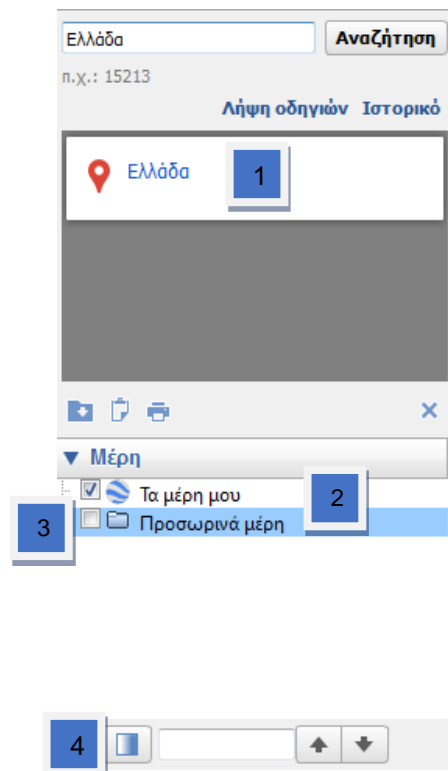 Ελλάδα Αναζήτηση
π.χ.: 15213
Λήψη οδηγιών Ιστορικό
Ελλάδα 1
Μέρη
Τα μέρη μου 2
3 Προσωρινά μέρη
4